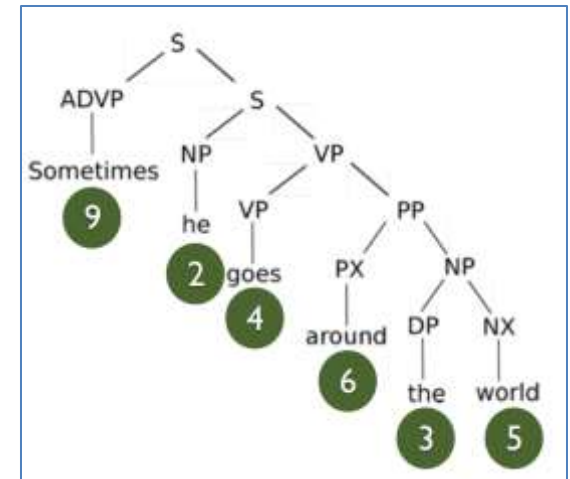 S
ADVP S
Sometimes NP VP
9 he VP PP
2 goes PX NP
4 around DP NX
6 the world
3 5